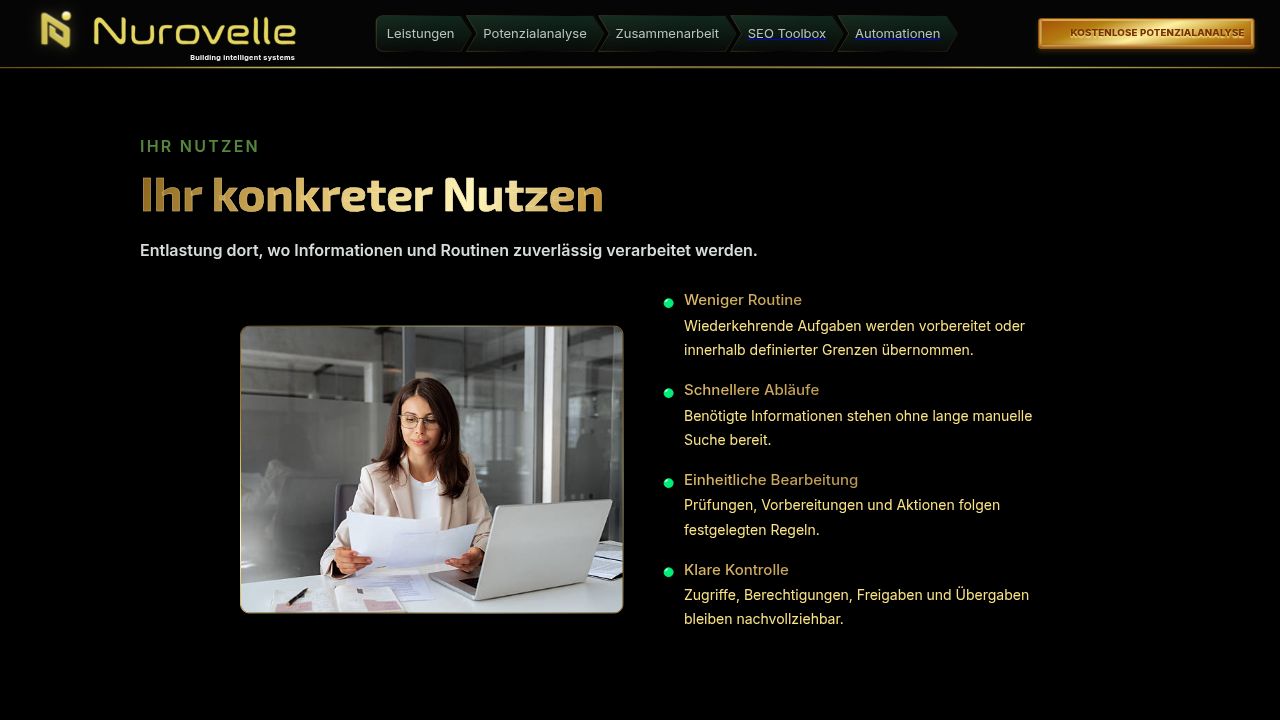 Nurovelle
Building intelligent systems
Leistungen
Potenzialanalyse
Zusammenarbeit
SEO Toolbox
Automationen
KOSTENLOSE POTENZIALANALYSE
IHR NUTZEN
Ihr konkreter Nutzen
Entlastung dort, wo Informationen und Routinen zuverlässig verarbeitet werden.
Weniger Routine
Wiederkehrende Aufgaben werden vorbereitet oder
innerhalb definierter Grenzen übernommen.
Schnellere Abläufe
Benötigte Informationen stehen ohne lange manuelle
Suche bereit.
Einheitliche Bearbeitung
Prüfungen, Vorbereitungen und Aktionen folgen
festgelegten Regeln.
Klare Kontrolle
Zugriffe, Berechtigungen, Freigaben und Übergaben
bleiben nachvollziehbar.